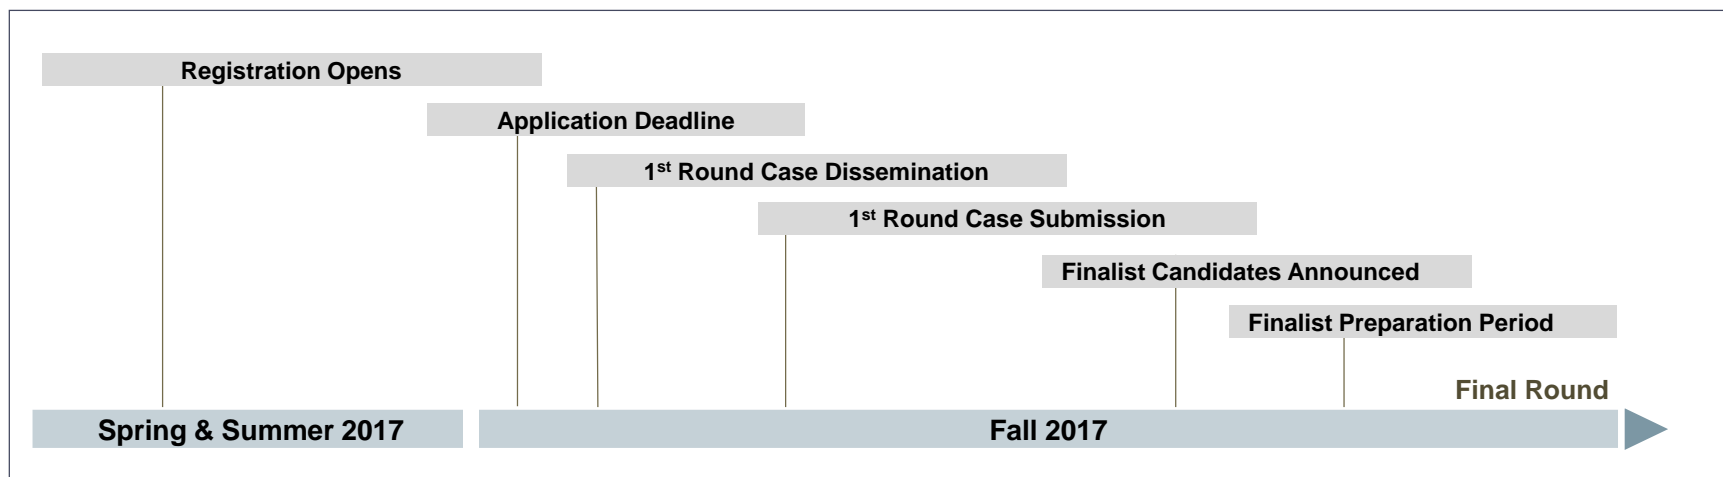 Registration Opens
Application Deadline
1st Round Case Dissemination
1st Round Case Submission
Finalist Candidates Announced
Finalist Preparation Period
Final Round
Spring & Summer 2017
Fall 2017